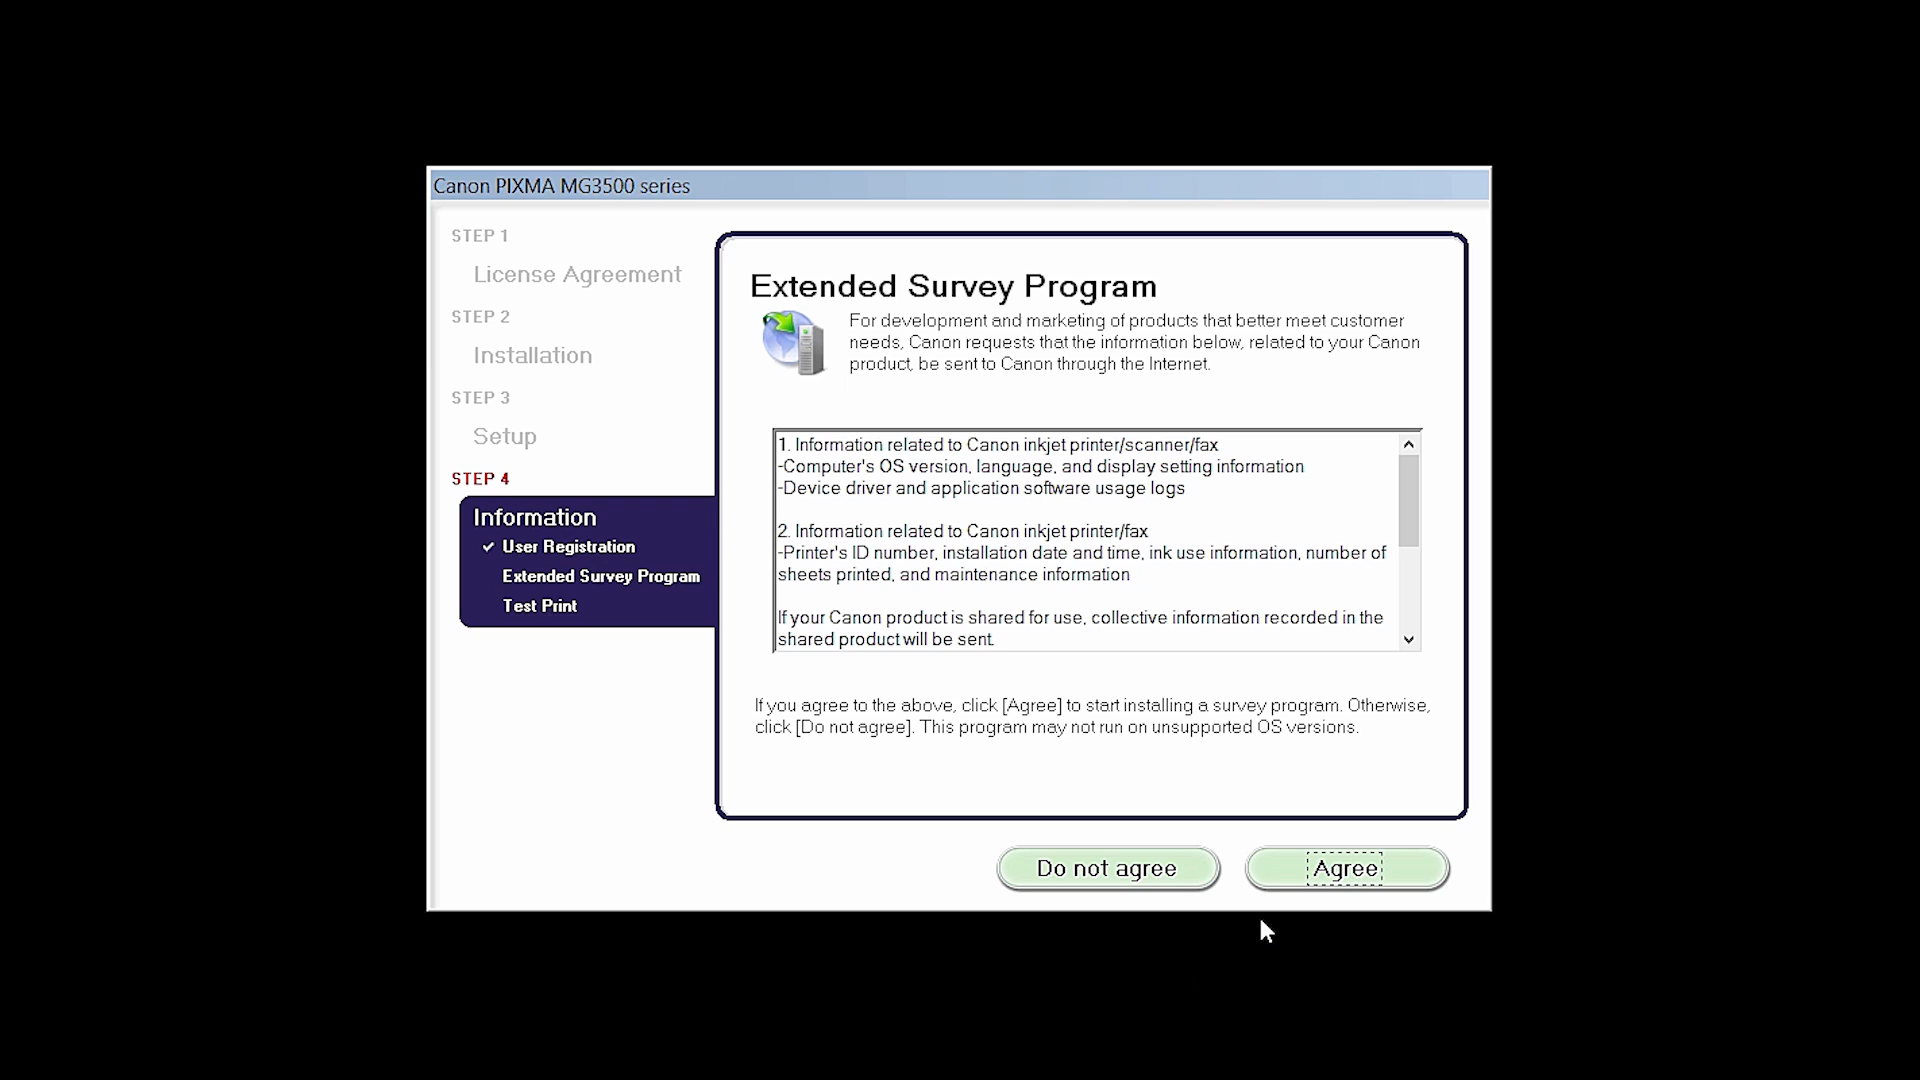 Canon PIXMA MG3500 series
STEP 1
License Agreement
STEP 2
Installation
STEP 3
Setup
STEP 4
Information
User Registration
Extended Survey Program
Test Print
Extended Survey Program
For development and marketing of products that better meet customer
needs, Canon requests that the information below, related to your Canon
product, be sent to Canon through the Internet.
1. Information related to Canon inkjet printer/scanner/fax
-Computer's OS version, language, and display setting information
-Device driver and application software usage logs
2. Information related to Canon inkjet printer/fax
-Printer's ID number, installation date and time, ink use information, number of
sheets printed, and maintenance information
If your Canon product is shared for use, collective information recorded in the
shared product will be sent.
If you agree to the above, click [Agree] to start installing a survey program. Otherwise,
click [Do not agree]. This program may not run on unsupported OS versions.
Do not agree
Agree